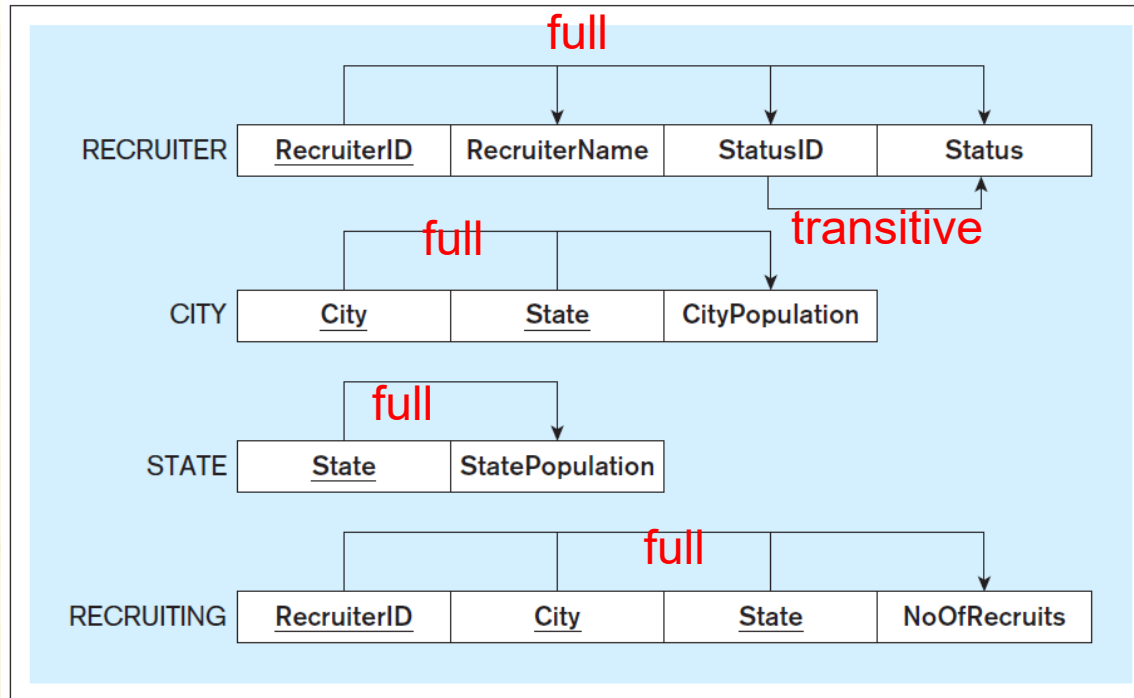 full
RECRUITER RecruiterID RecruiterName StatusID Status
transitive
full
CITY City State CityPopulation
full
STATE State StatePopulation
full
RECRUITING RecruiterID City State NoOfRecruits